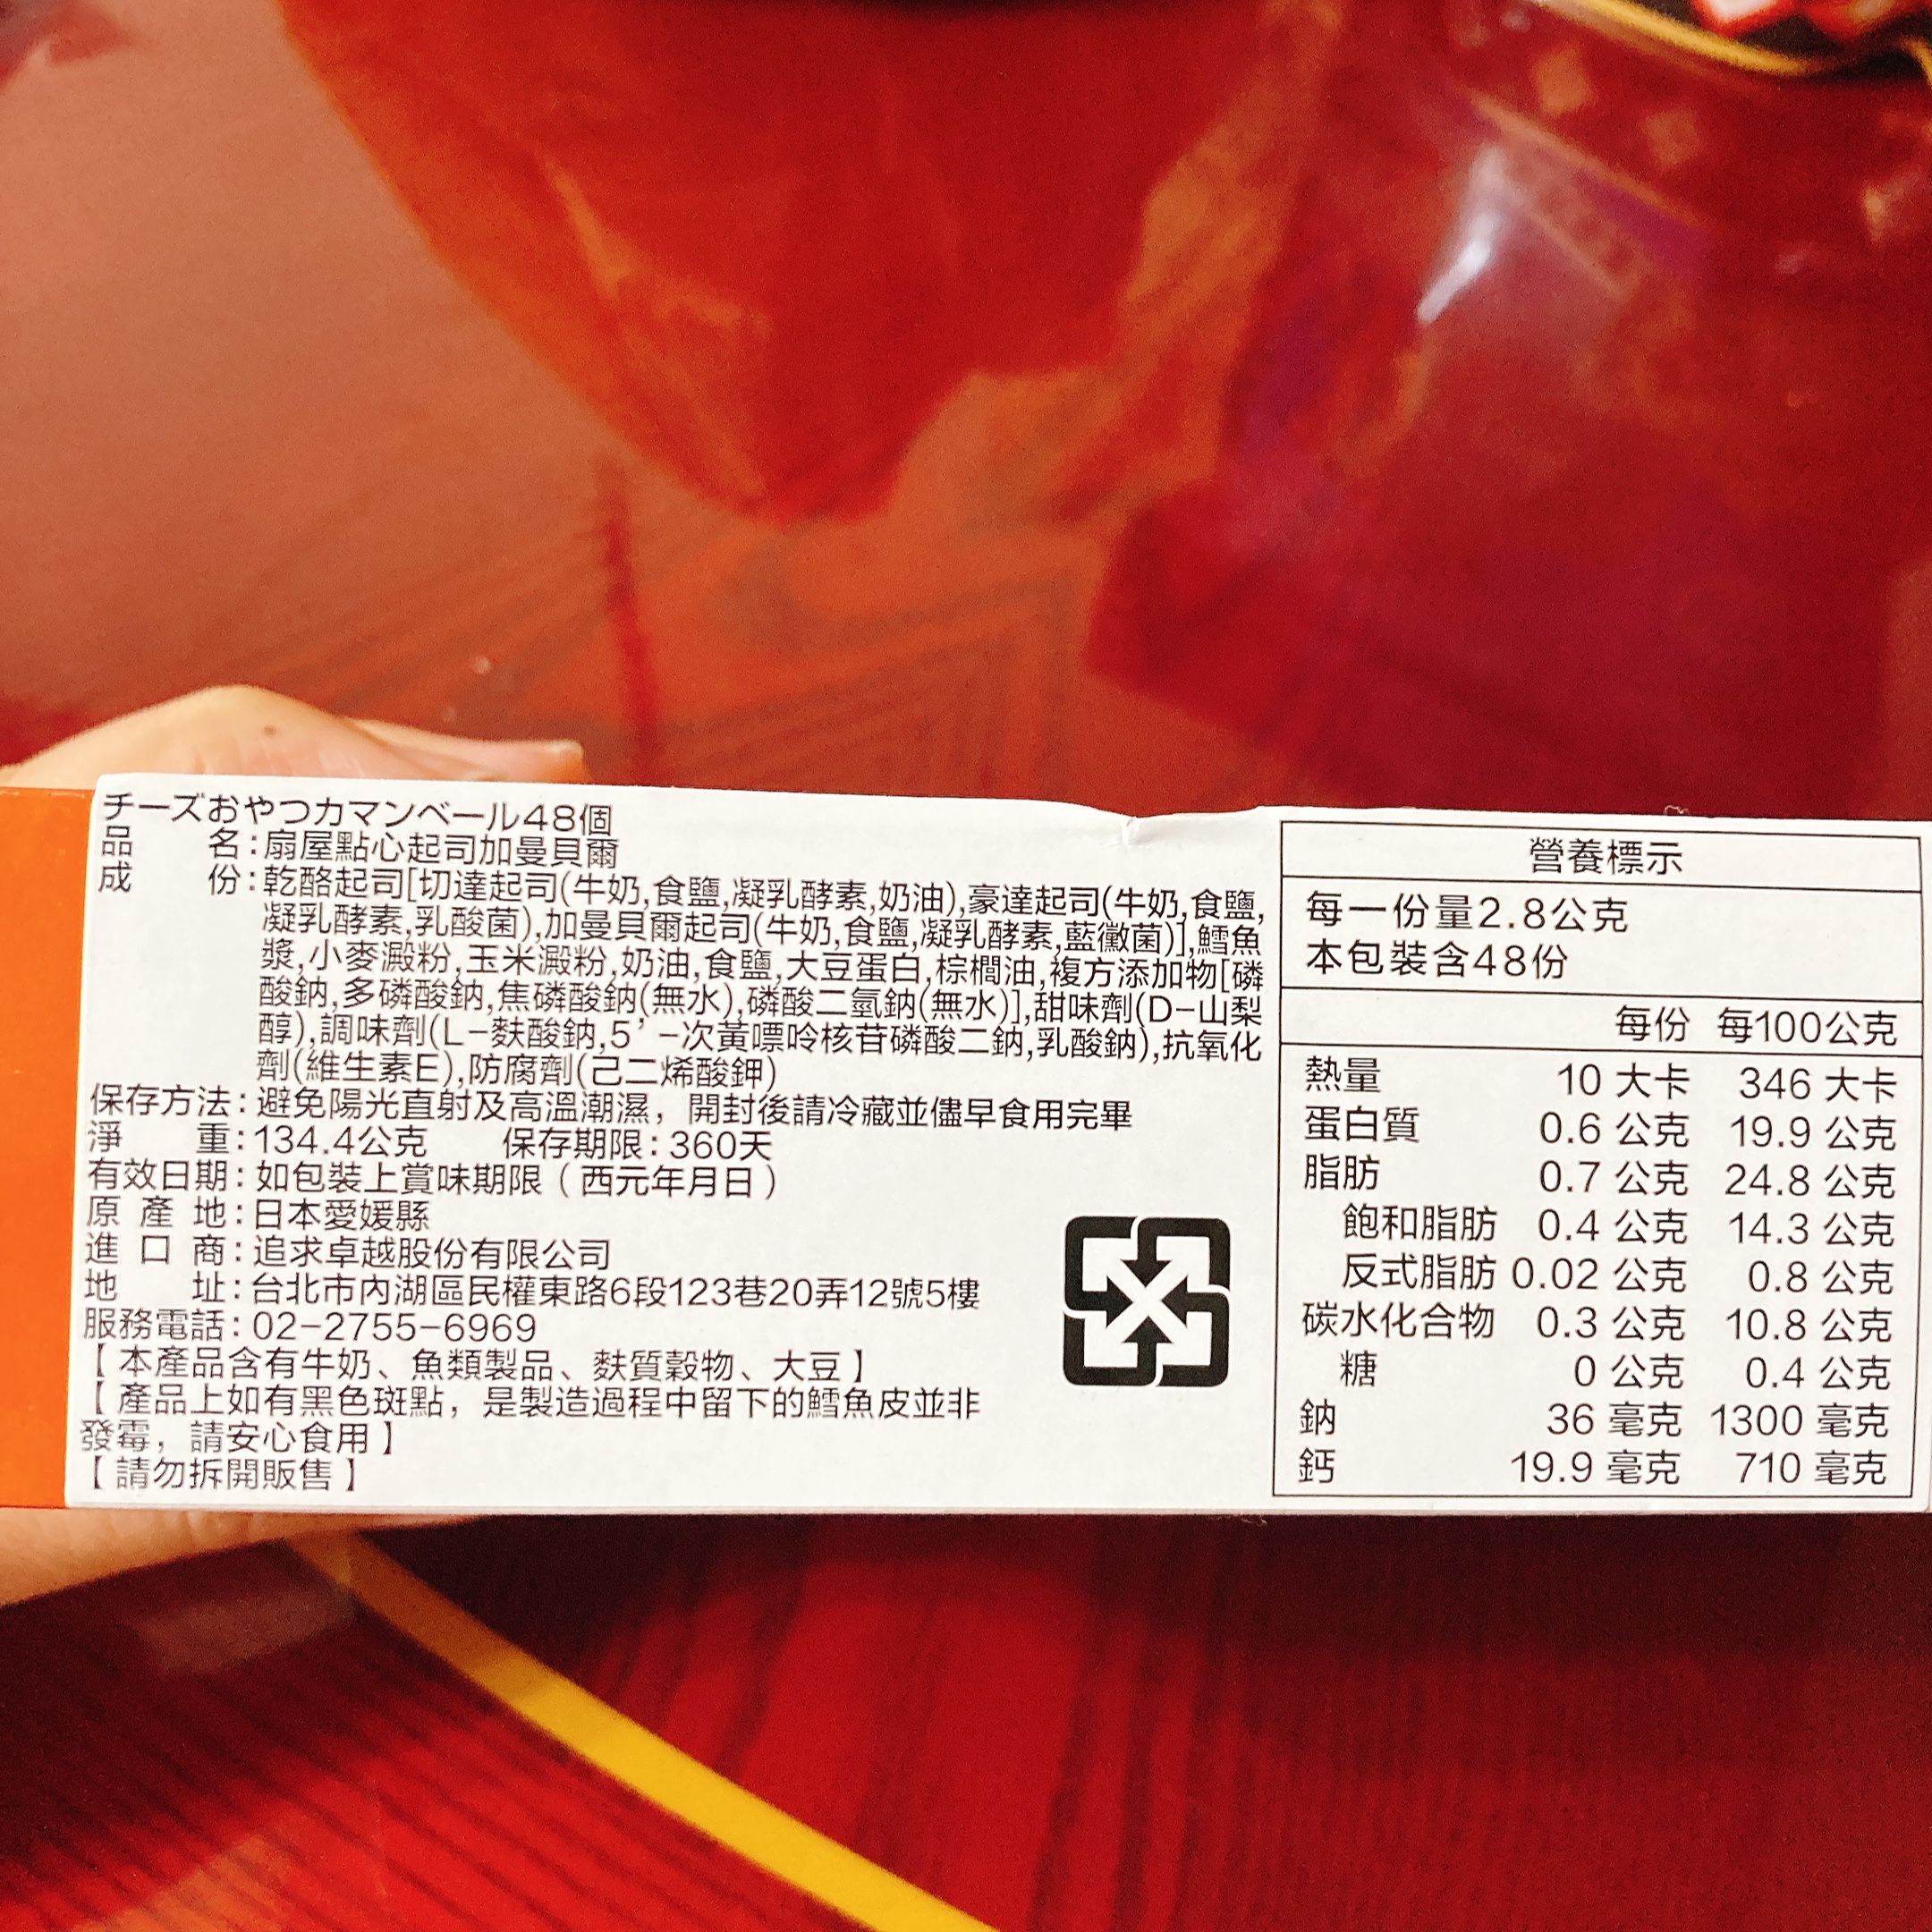 チーズおやつカマンベール48個
品　　名:扇屋點心起司加曼貝爾
成　　份:乾酪起司[切達起司(牛奶,食鹽,凝乳酵素,奶油),豪達起司(牛奶,食鹽,
凝乳酵素,乳酸菌),加曼貝爾起司(牛奶,食鹽,凝乳酵素,藍黴菌)],鱈魚
漿,小麥澱粉,玉米澱粉,奶油,食鹽,大豆蛋白,棕櫚油,複方添加物[磷
酸鈉,多磷酸鈉,焦磷酸鈉(無水),磷酸二氫鈉(無水)],甜味劑(D-山梨
醇),調味劑(L-麩酸鈉,5'-次黃嘌呤核苷磷酸二鈉,乳酸鈉),抗氧化
劑(維生素E),防腐劑(己二烯酸鉀)
保存方法:避免陽光直射及高溫潮濕，開封後請冷藏並儘早食用完畢
淨　　重:134.4公克　　保存期限:360天
有效日期:如包裝上賞味期限（西元年月日）
原 產 地:日本愛媛縣
進 口 商:追求卓越股份有限公司
地　　址:台北市內湖區民權東路6段123巷20弄12號5樓
服務電話:02-2755-6969
【本產品含有牛奶、魚類製品、麩質穀物、大豆】
【產品上如有黑色斑點，是製造過程中留下的鱈魚皮並非
發霉，請安心食用】
【請勿拆開販售】
營養標示
每一份量2.8公克
本包裝含48份
每份 每100公克
熱量 10 大卡 346 大卡
蛋白質 0.6 公克 19.9 公克
脂肪 0.7 公克 24.8 公克
飽和脂肪 0.4 公克 14.3 公克
反式脂肪 0.02 公克 0.8 公克
碳水化合物 0.3 公克 10.8 公克
糖 0 公克 0.4 公克
鈉 36 毫克 1300 毫克
鈣 19.9 毫克 710 毫克